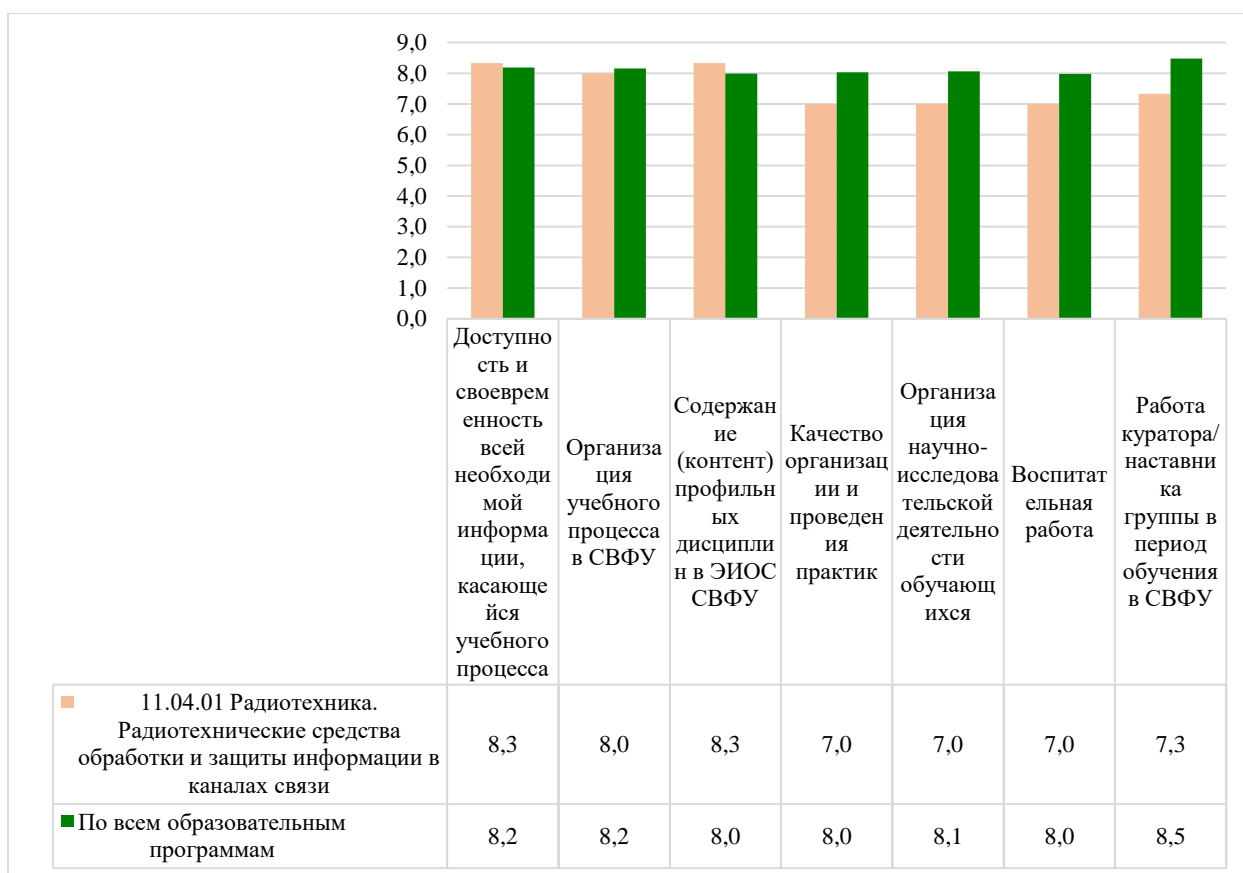 9,0
8,0
7,0
6,0
5,0
4,0
3,0
2,0
1,0
0,0
Доступно
сть и
своеврем
енность
всей
необходи
мой
информа
ции,
касающе
йся
учебного
процесса
Организа
ция
учебного
процесса
в СВФУ
Содержан
ие
(контент)
профильн
ых
дисципли
н в ЭИОС
СВФУ
Качество
организац
ии и
проведен
ия
практик
Организа
ция
научно-
исследова
тельской
деятельно
сти
обучающ
ихся
Воспитат
ельная
работа
Работа
куратора/
наставни
ка
группы в
период
обучения
в СВФУ
11.04.01 Радиотехника.
Радиотехнические средства
обработки и защиты информации в
каналах связи
8,3 8,0 8,3 7,0 7,0 7,0 7,3
По всем образовательным
программам
8,2 8,2 8,0 8,0 8,1 8,0 8,5